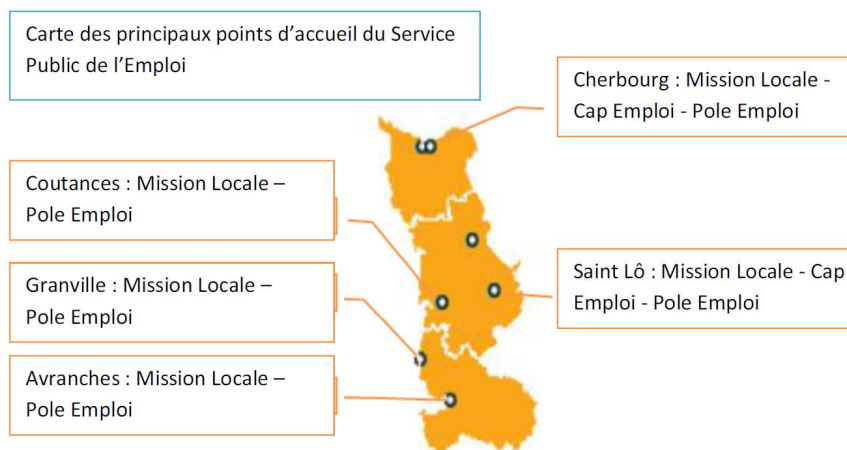 Carte des principaux points d’accueil du Service
Public de l’Emploi
Cherbourg : Mission Locale -
Cap Emploi - Pole Emploi
Coutances : Mission Locale –
Pole Emploi
Granville : Mission Locale –
Pole Emploi
Saint Lô : Mission Locale - Cap
Emploi - Pole Emploi
Avranches : Mission Locale –
Pole Emploi